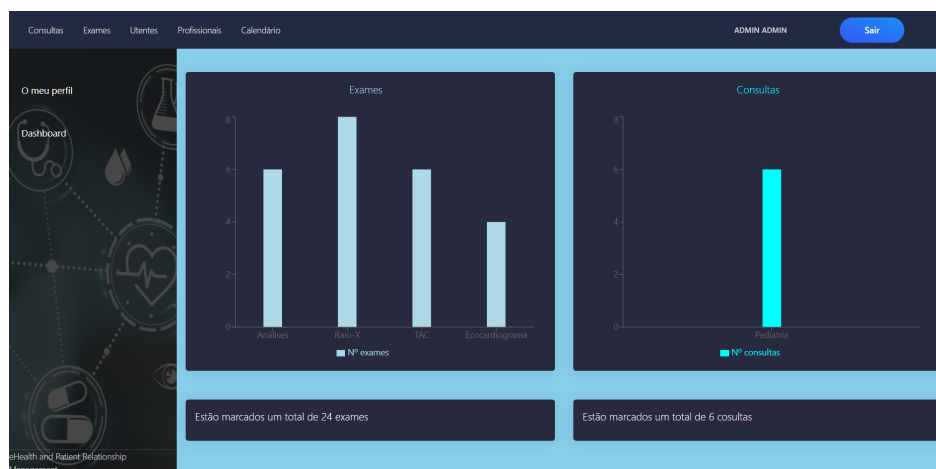 Consultas Exames Utentes Profissionais Calendário ADMIN ADMIN Sair
O meu perfil
Dashboard
Exames
8
6
4
2
0
Análises Raio-X TAC Ecocardiograma
Nº exames
Consultas
8
6
4
2
0
Pediatria
Nº consultas
Estão marcados um total de 24 exames
Estão marcados um total de 6 cosultas
eHealth and Patient Relationship
Management